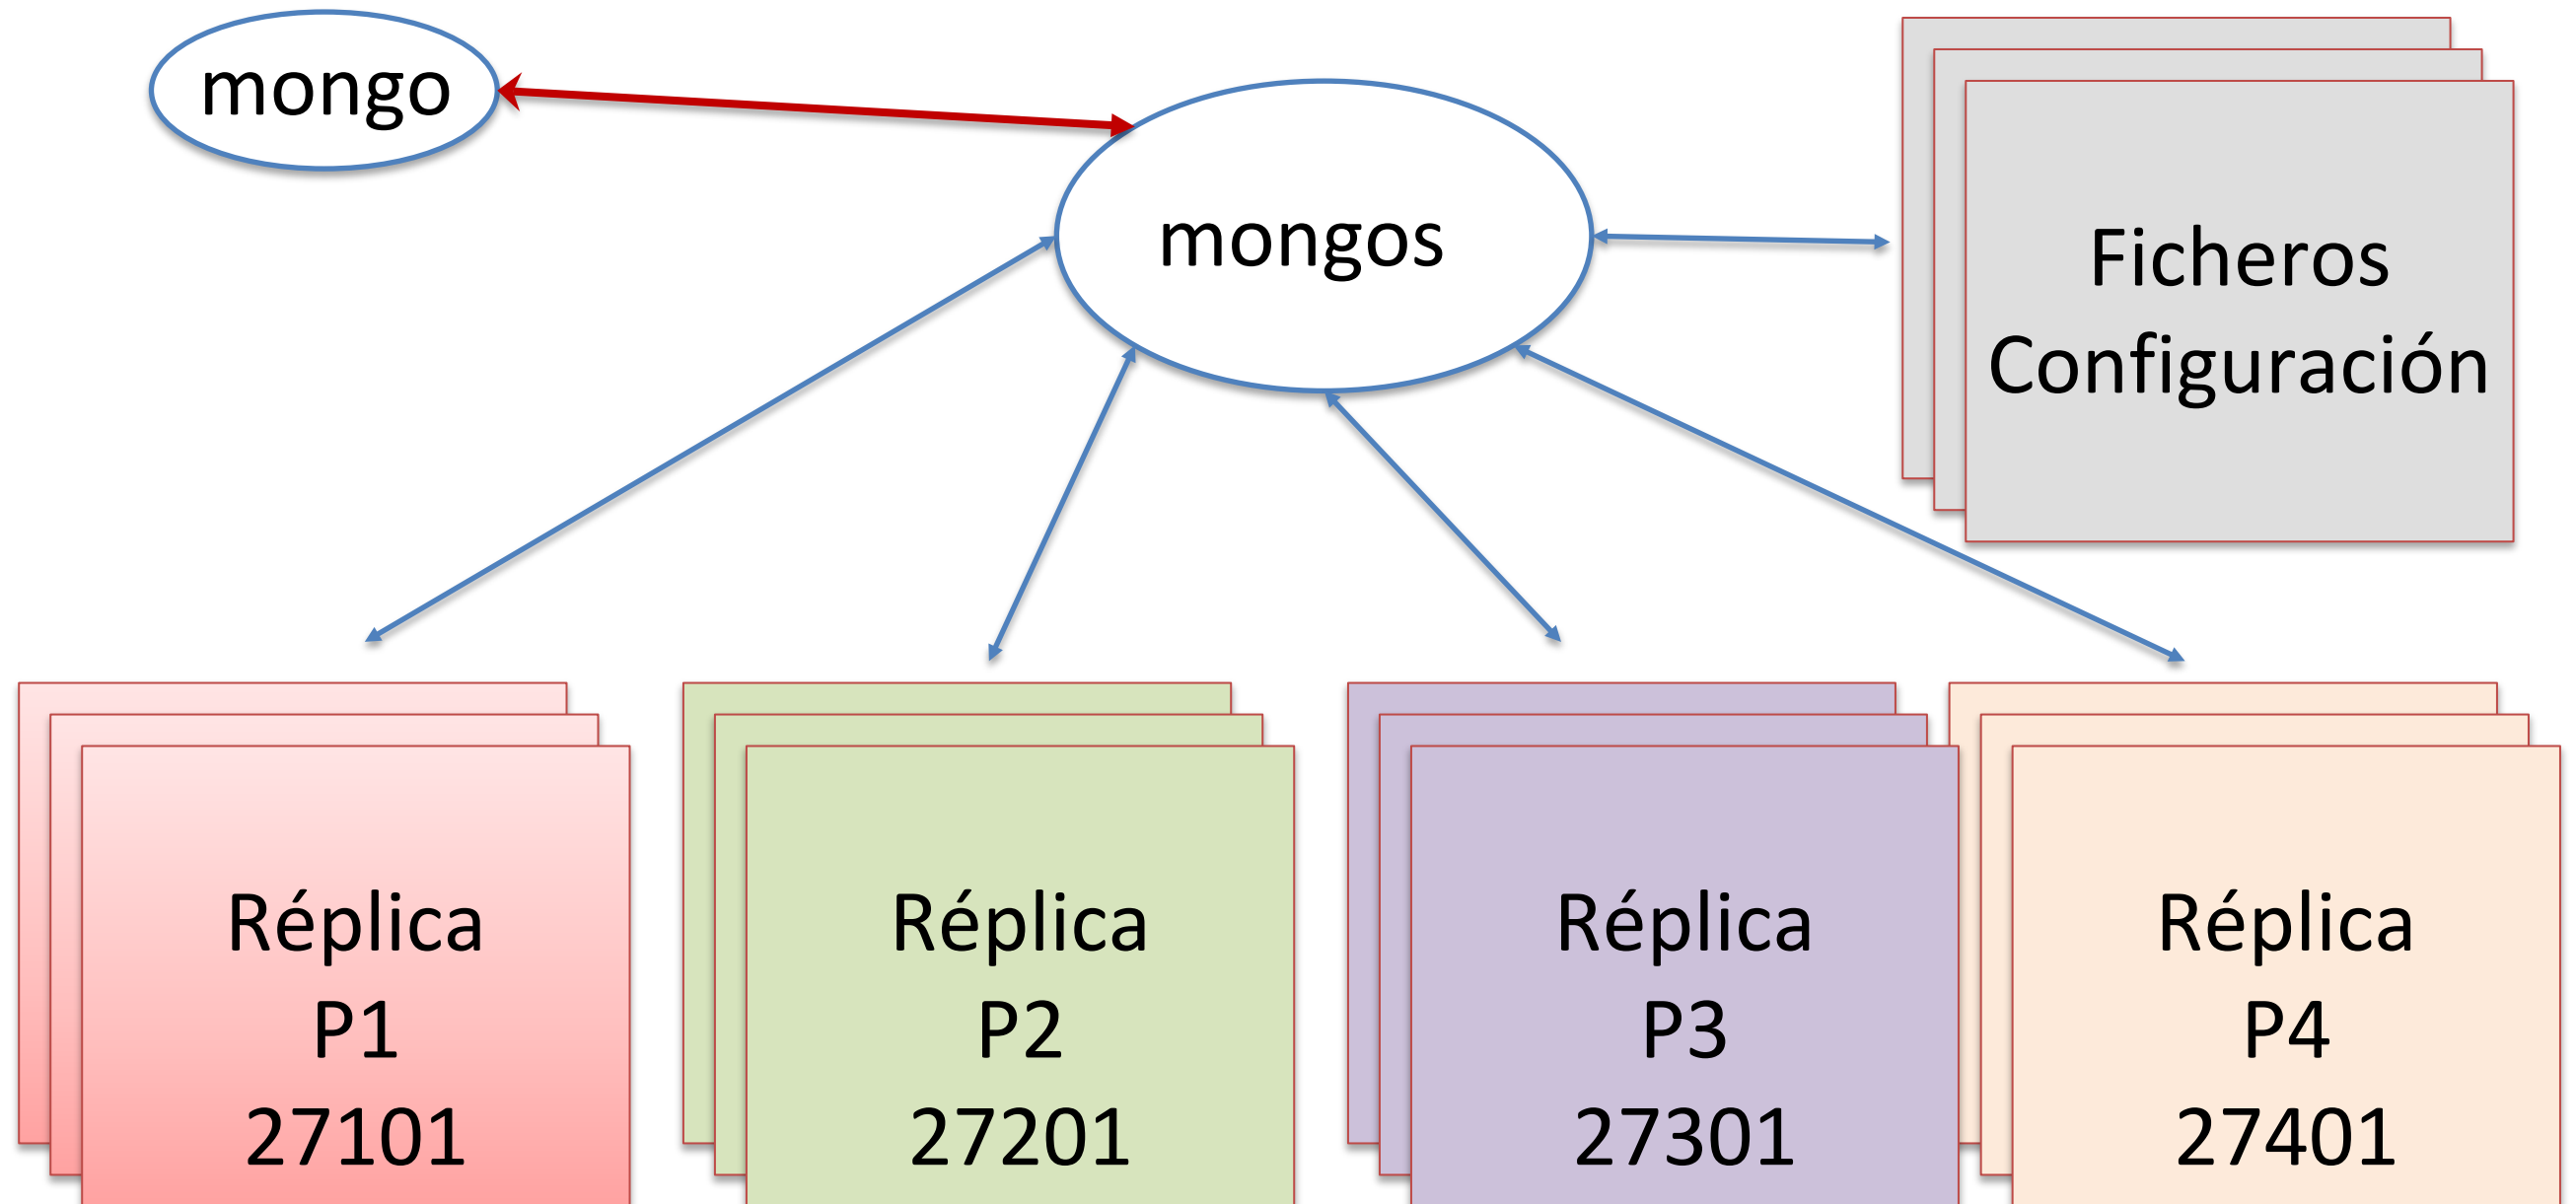 mongo
mongos
Ficheros
Configuración
Réplica
P1
27101
Réplica
P2
27201
Réplica
P3
27301
Réplica
P4
27401